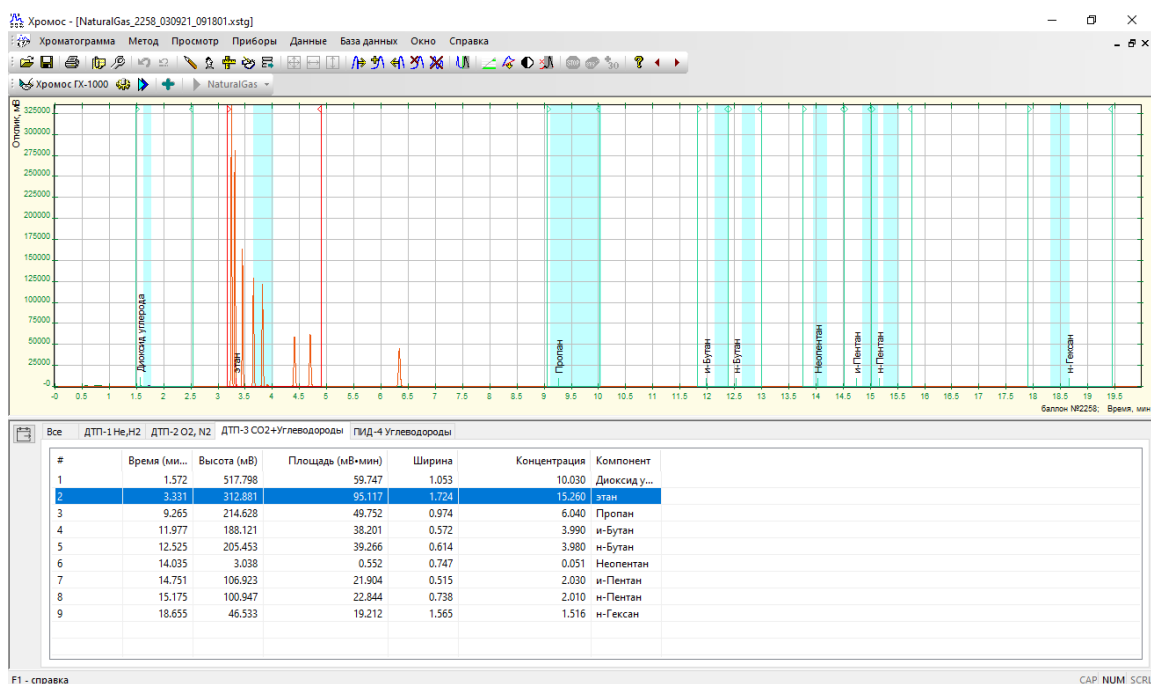 Хромос - [NaturalGas_2258_030921_091801.xstg]
Хроматограмма Метод Просмотр Приборы Данные База данных Окно Справка
Хромос ГХ-1000 NaturalGas
Отклик, мВ
325000
300000
275000
250000
225000
200000
175000
150000
125000
100000
75000
50000
25000
-0
Диоксид углерода
этан
Пропан
и-Бутан
н-Бутан
Неопентан
и-Пентан
н-Пентан
н-Гексан
-0 0.5 1 1.5 2 2.5 3 3.5 4 4.5 5 5.5 6 6.5 7 7.5 8 8.5 9 9.5 10 10.5 11 11.5 12 12.5 13 13.5 14 14.5 15 15.5 16 16.5 17 17.5 18 18.5 19 19.5
баллон №2258; Время, мин
Все ДТП-1 He,H2 ДТП-2 O2, N2 ДТП-3 CO2+Углеводороды ПИД-4 Углеводороды
# Время (ми... Высота (мВ) Площадь (мВ•мин) Ширина Концентрация Компонент
1 1.572 517.798 59.747 1.053 10.030 Диоксид у...
2 3.331 312.881 95.117 1.724 15.260 этан
3 9.265 214.628 49.752 0.974 6.040 Пропан
4 11.977 188.121 38.201 0.572 3.990 и-Бутан
5 12.525 205.453 39.266 0.614 3.980 н-Бутан
6 14.035 3.038 0.552 0.747 0.051 Неопентан
7 14.751 106.923 21.904 0.515 2.030 и-Пентан
8 15.175 100.947 22.844 0.738 2.010 н-Пентан
9 18.655 46.533 19.212 1.565 1.516 н-Гексан
F1 - справка
CAP NUM SCRL